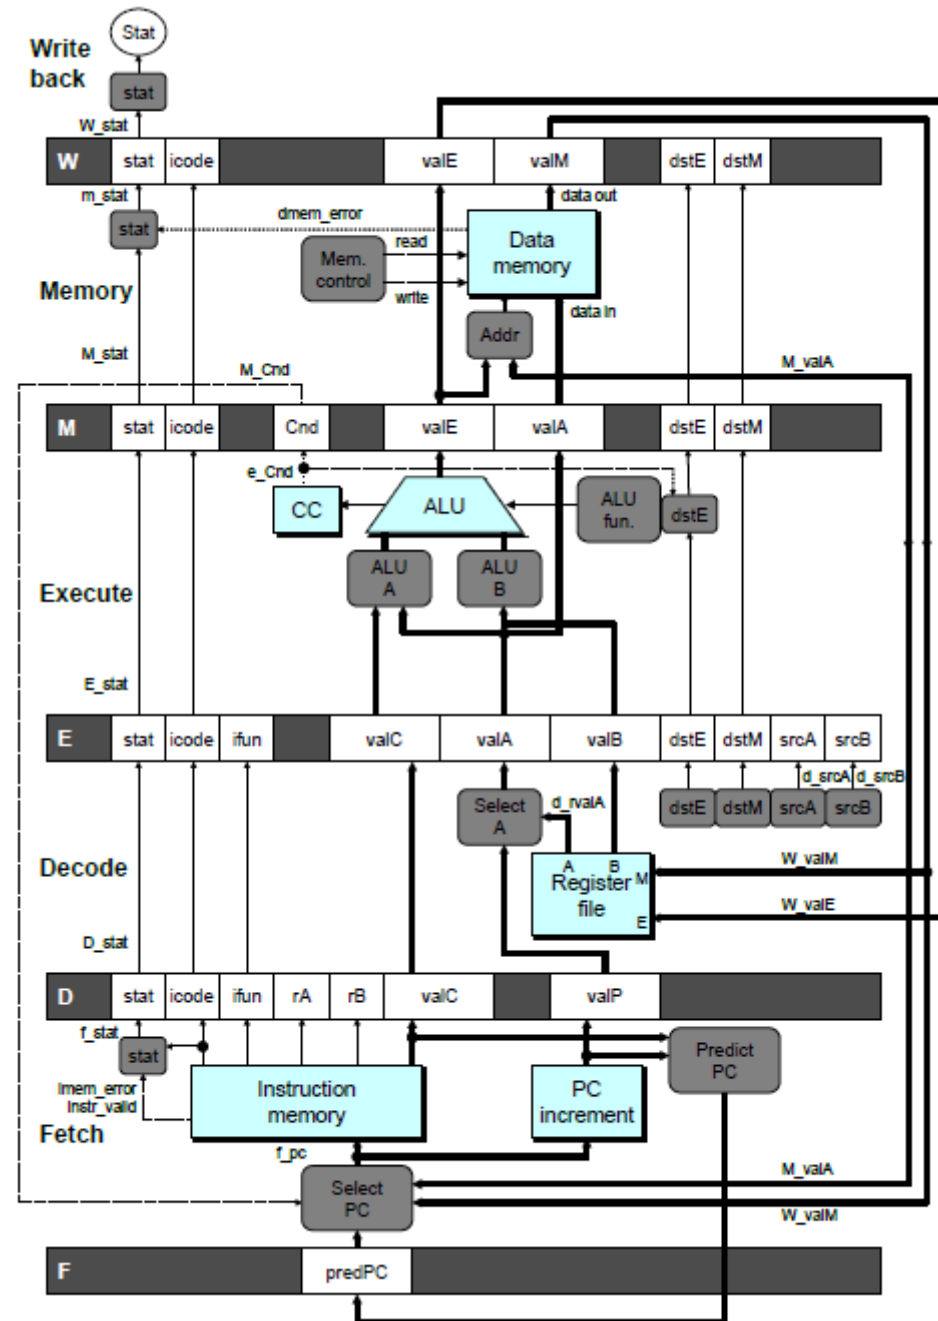 Stat
Write
back
stat
W_stat
W stat icode valE valM dstE dstM
m_stat
data out
dmem_error
stat
read
Data
memory
Mem.
control
write
Memory
data in
Addr
M_stat
M_Cnd
M_valA
M stat icode Cnd valE valA dstE dstM
e_Cnd
CC
ALU
ALU
fun.
dstE
ALU
A
ALU
B
Execute
E_stat
E stat icode ifun valC valA valB dstE dstM srcA srcB
d_srcA d_srcB
Select
A
d_rvalA
dstE dstM srcA srcB
Decode
A B
M
Register
file
E
W_valM
W_valE
D_stat
D stat icode ifun rA rB valC valP
f_stat
stat
Predict
PC
Imem_error
Instr_valid
Instruction
memory
PC
increment
Fetch
f_pc
M_valA
Select
PC
W_valM
F predPC